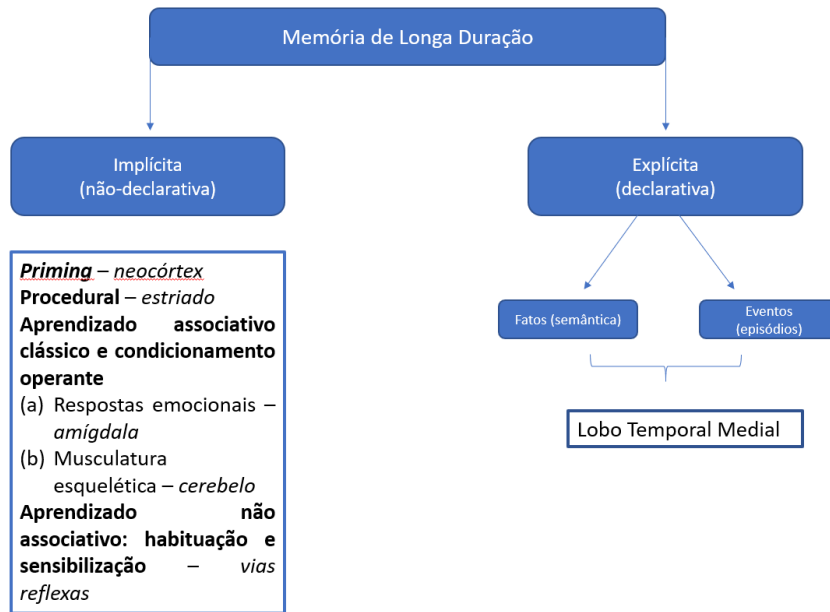 Memória de Longa Duração
Implícita
(não-declarativa)
Explícita
(declarativa)
Priming – neocórtex
Procedural – estriado
Aprendizado associativo
clássico e condicionamento
operante
(a) Respostas emocionais –
amígdala
(b) Musculatura
esquelética – cerebelo
Aprendizado não
associativo: habituação e
sensibilização – vias
reflexas
Fatos (semântica)
Eventos
(episódios)
Lobo Temporal Medial